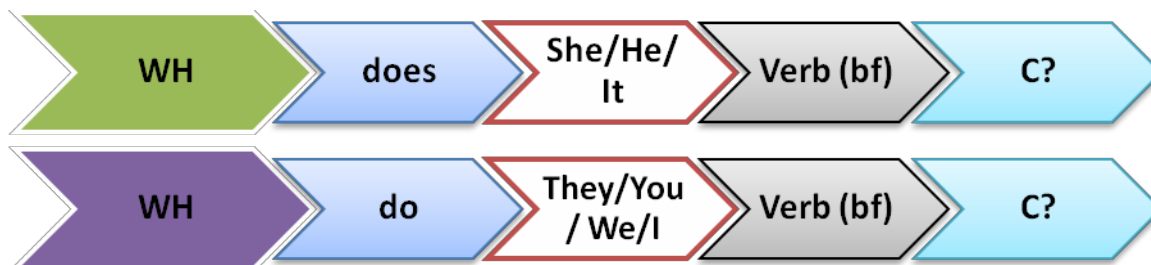 WH does She/He/ It Verb (bf) C?
WH do They/You / We/I Verb (bf) C?